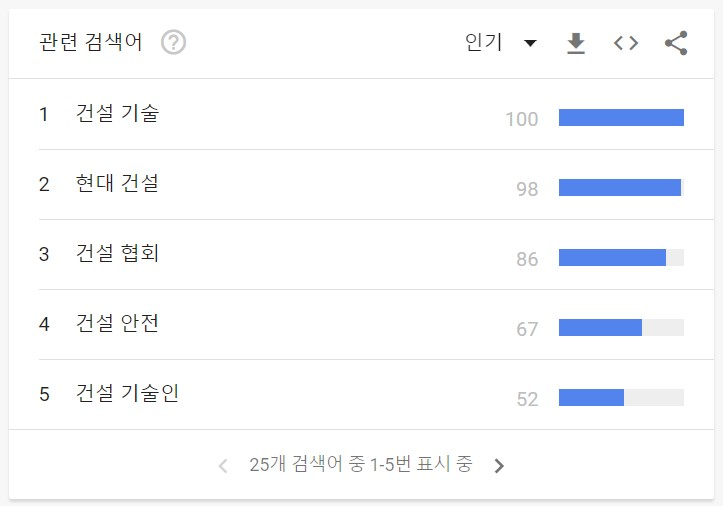 관련 검색어 ? 인기
1 건설 기술 100
2 현대 건설 98
3 건설 협회 86
4 건설 안전 67
5 건설 기술인 52
25개 검색어 중 1-5번 표시 중